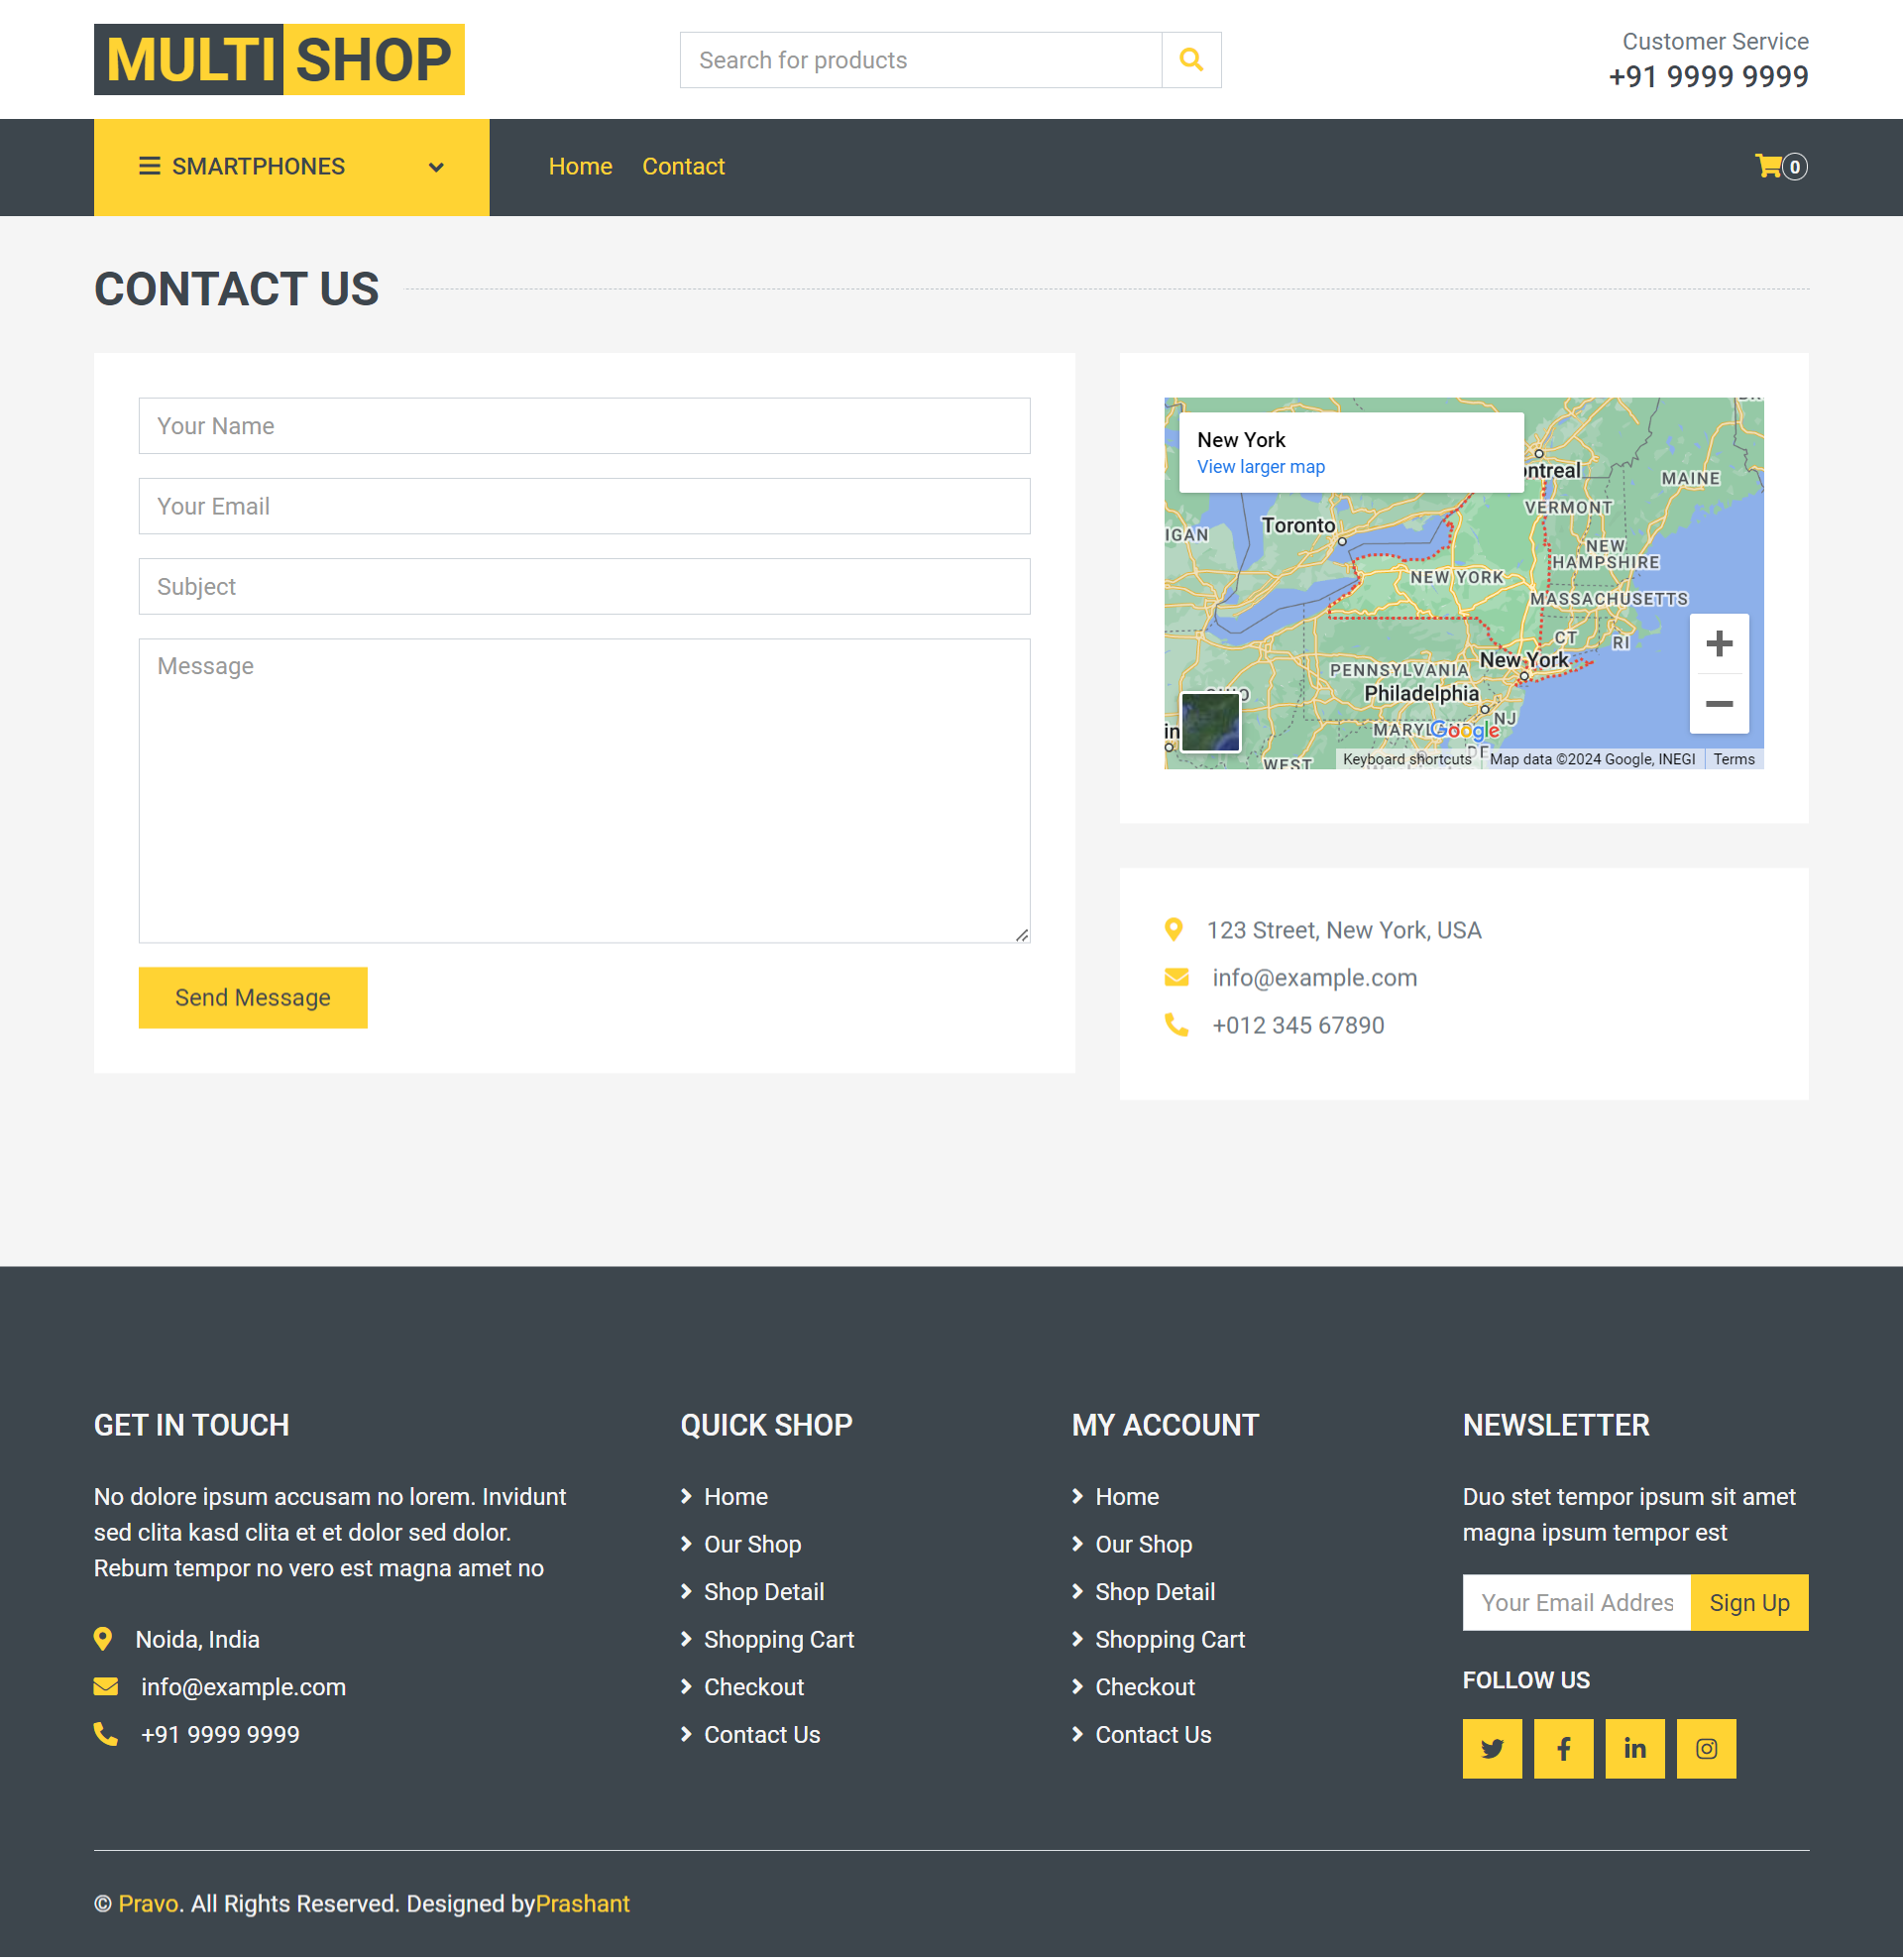 MULTI SHOP
Search for products
Customer Service
+91 9999 9999
SMARTPHONES
Home
Contact
0
CONTACT US
Your Name
Your Email
Subject
Message
Send Message
New York
View larger map
MAINE
VERMONT
Toronto
NEW
HAMPSHIRE
NEW YORK
MASSACHUSETTS
CT
RI
New York
PENNSYLVANIA
Philadelphia
NJ
Google
DE
WEST
Keyboard shortcuts
Map data ©2024 Google, INEGI
Terms
123 Street, New York, USA
info@example.com
+012 345 67890
GET IN TOUCH
No dolore ipsum accusam no lorem. Invidunt
sed clita kasd clita et et dolor sed dolor.
Rebum tempor no vero est magna amet no
Noida, India
info@example.com
+91 9999 9999
QUICK SHOP
Home
Our Shop
Shop Detail
Shopping Cart
Checkout
Contact Us
MY ACCOUNT
Home
Our Shop
Shop Detail
Shopping Cart
Checkout
Contact Us
NEWSLETTER
Duo stet tempor ipsum sit amet
magna ipsum tempor est
Your Email Addres
Sign Up
FOLLOW US
© Pravo. All Rights Reserved. Designed byPrashant